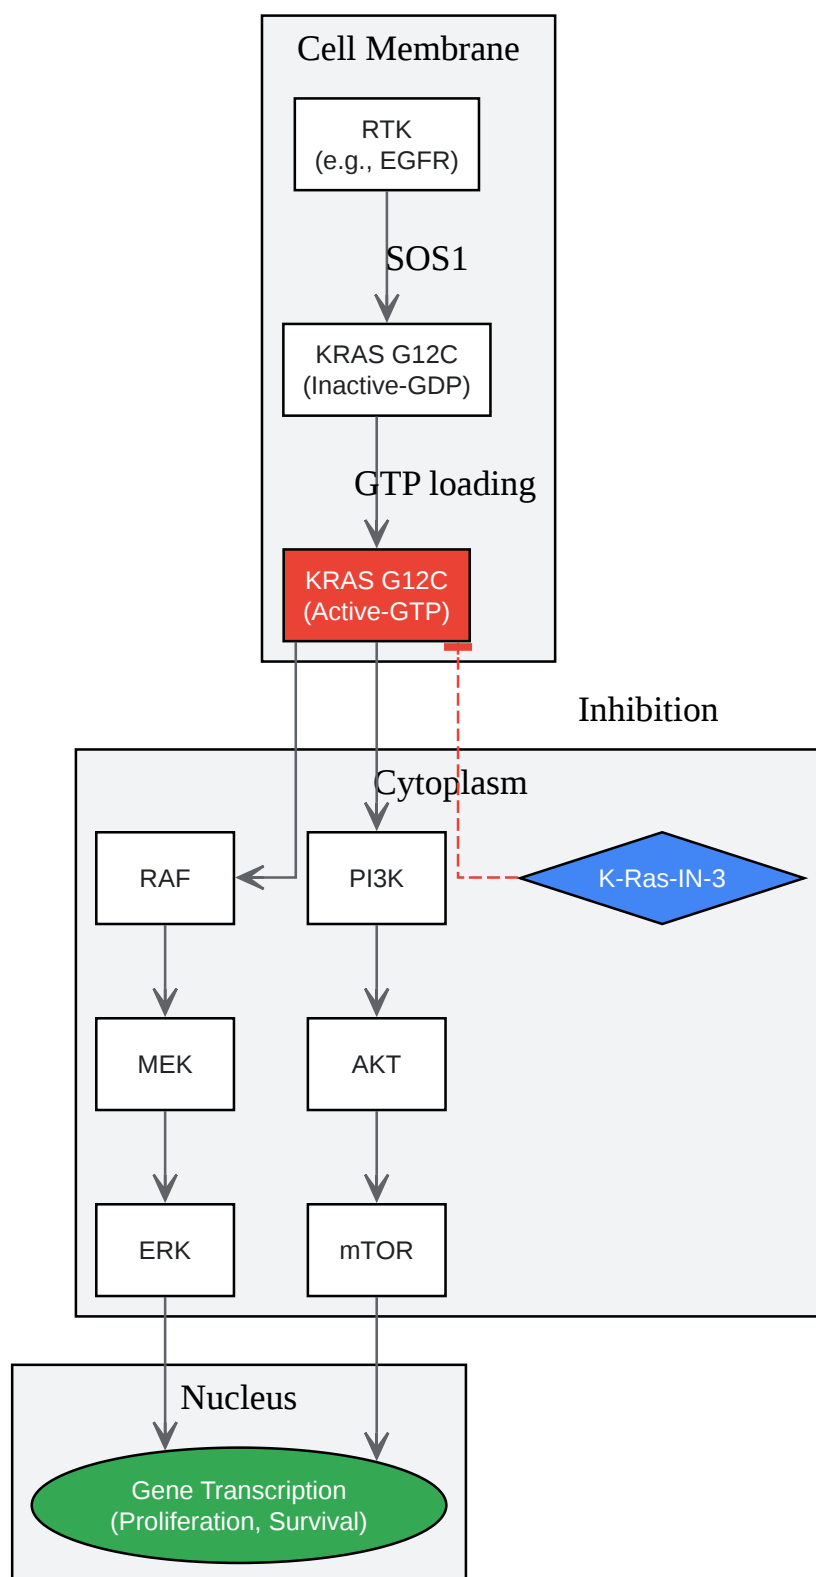 Cell Membrane
RTK
(e.g., EGFR)
SOS1
KRAS G12C
(Inactive-GDP)
GTP loading
KRAS G12C
(Active-GTP)
Inhibition
Cytoplasm
RAF
PI3K
K-Ras-IN-3
MEK
AKT
ERK
mTOR
Nucleus
Gene Transcription
(Proliferation, Survival)